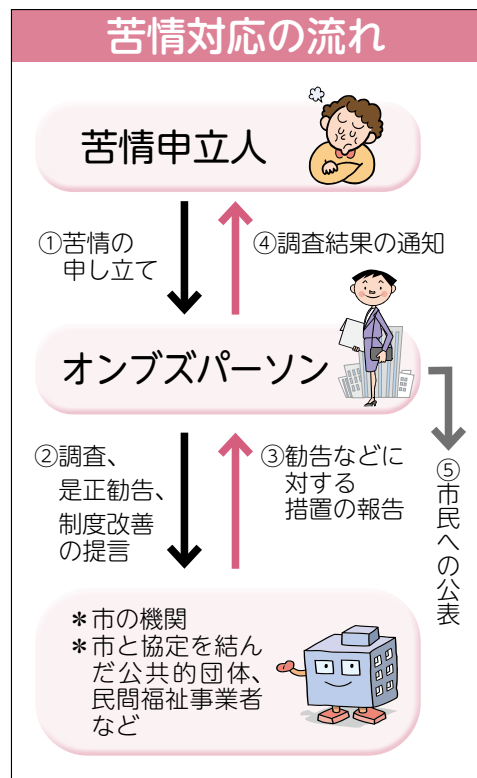 苦情対応の流れ
苦情申立人
①苦情の
申し立て
④調査結果の通知
オンブズパーソン
②調査、
是正勧告、
制度改善
の提言
③勧告などに
対する
措置の報告
⑤市民への公表
＊市の機関
＊市と協定を結ん
だ公共的団体、
民間福祉事業者
など